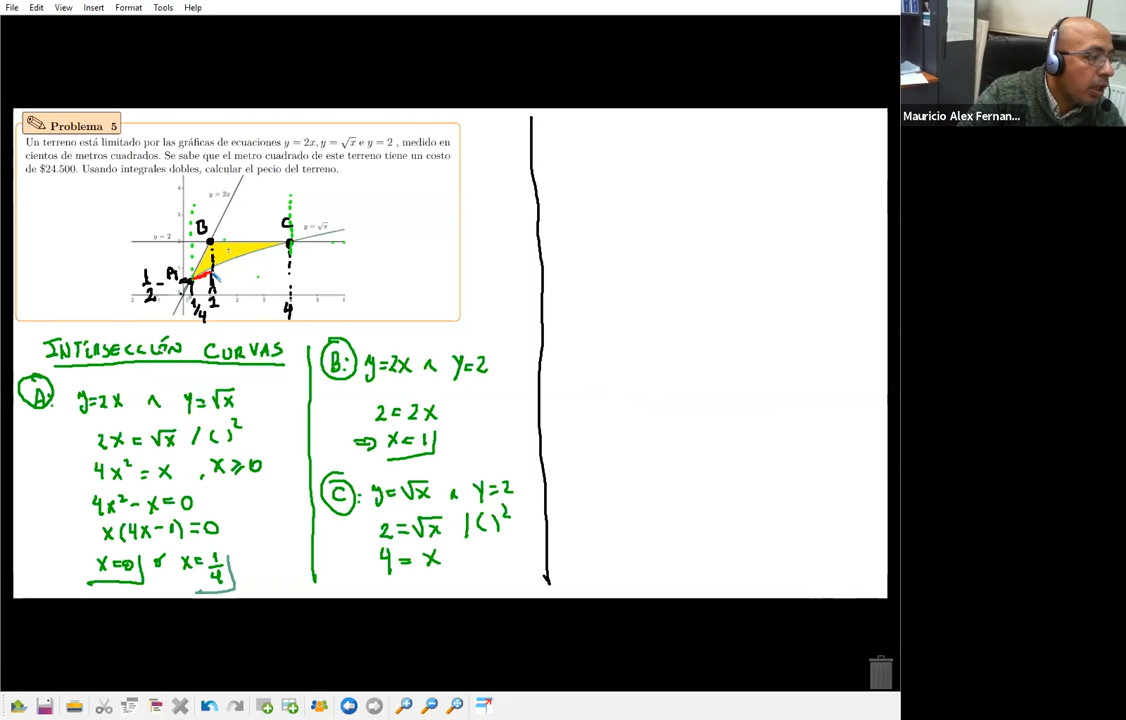 File Edit View Insert Format Tools Help
Mauricio Alex Fernan...
Problema 5
Un terreno está limitado por las gráficas de ecuaciones y = 2x, y = √x e y = 2 , medido en
cientos de metros cuadrados. Se sabe que el metro cuadrado de este terreno tiene un costo
de $24.500. Usando integrales dobles, calcular el pecio del terreno.
y = 2x
B
C
y = √x
y = 2
A
1/2
1/4
4
INTERSECCIÓN CURVAS
A: y=2x ∧ y=√x
2x = √x /( )²
4x² = x , x ≥ 0
4x² - x = 0
x(4x-1) = 0
x=0 o x= 1/4
B: y=2x ∧ y=2
2 = 2x
⇒ x = 1
C: y=√x ∧ y=2
2 = √x /( )²
4 = x